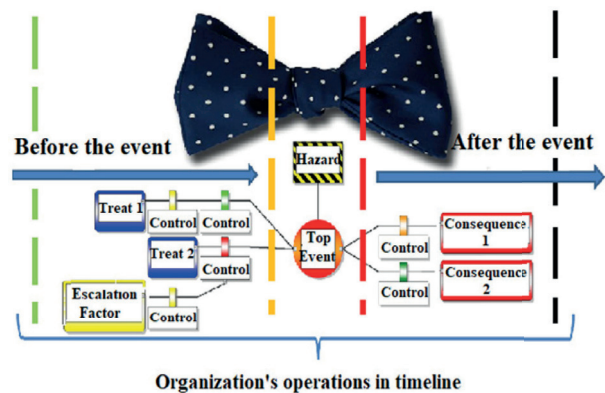 Before the event
After the event
Hazard
Treat 1
Control
Control
Top
Event
Treat 2
Control
Control
Consequence
1
Escalation
Factor
Control
Control
Consequence
2
Organization's operations in timeline